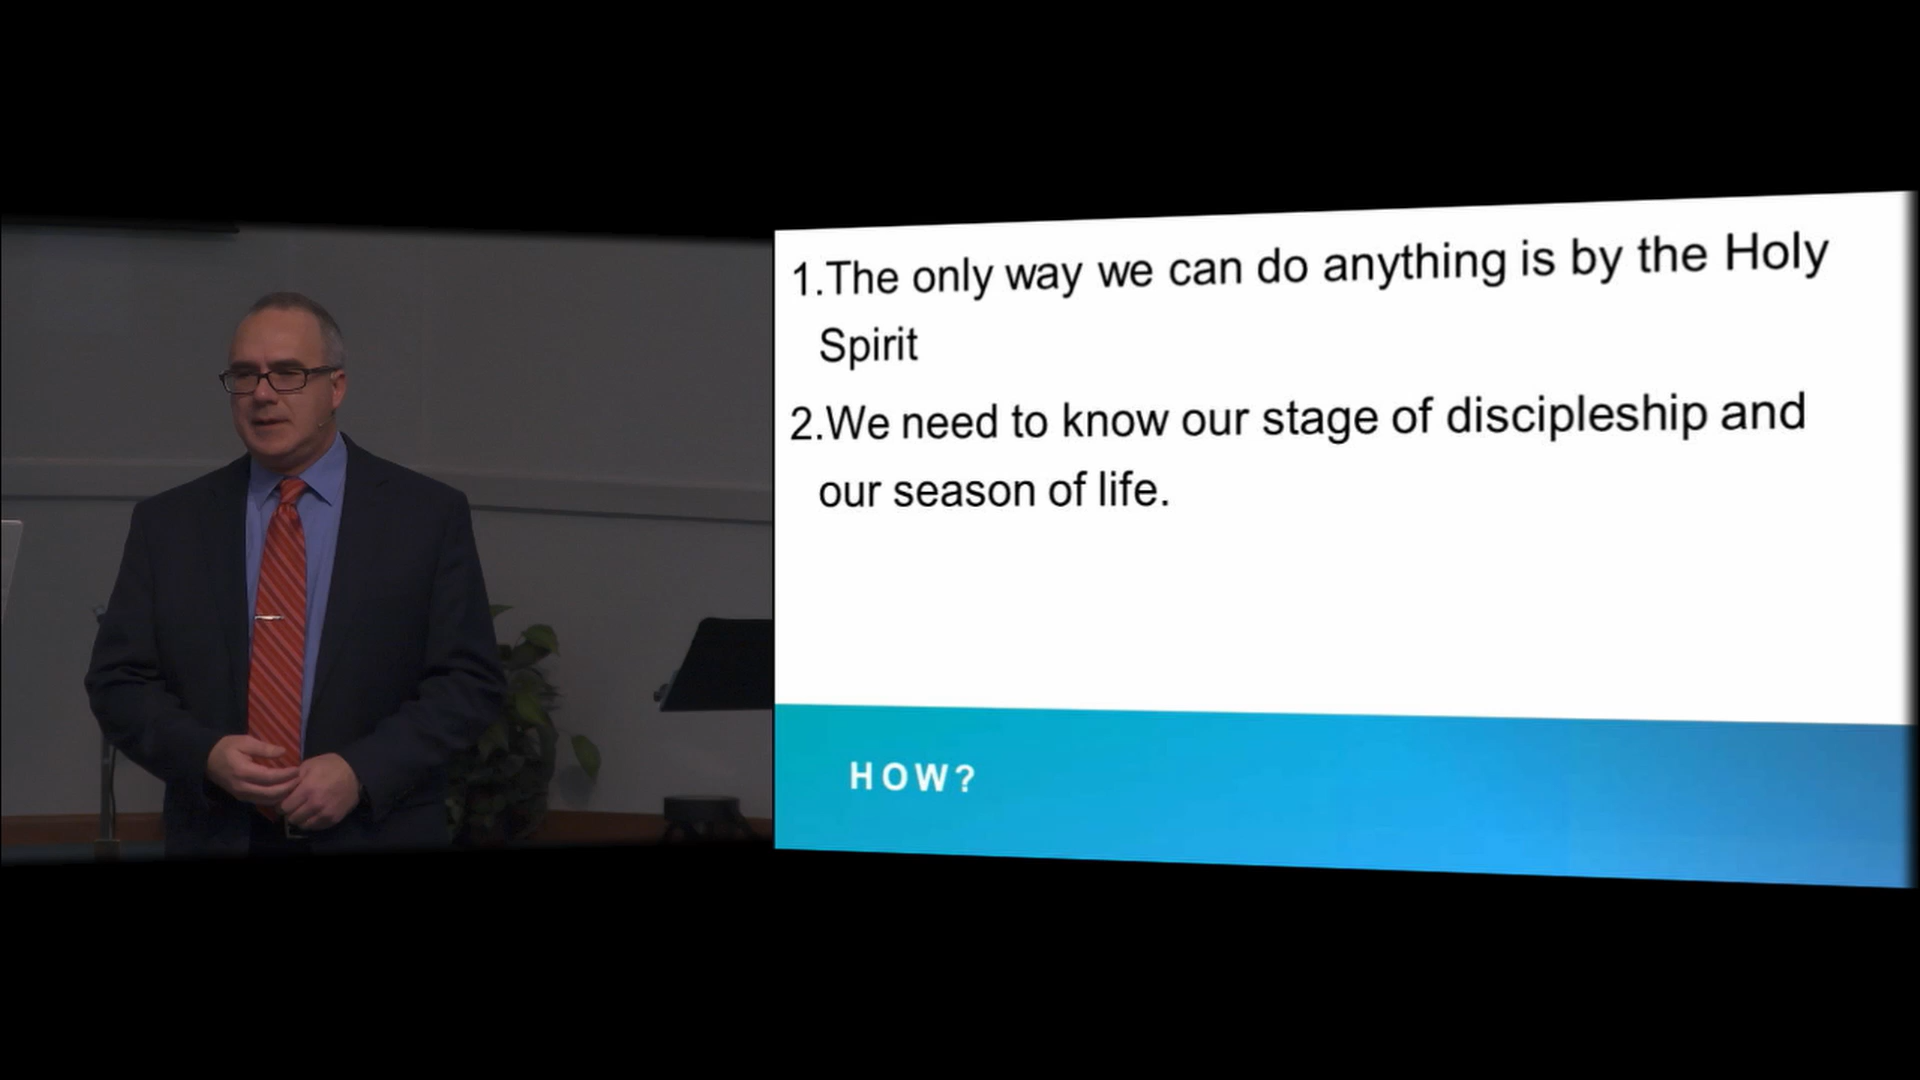 1.The only way we can do anything is by the Holy
Spirit
2.We need to know our stage of discipleship and
our season of life.
HOW?